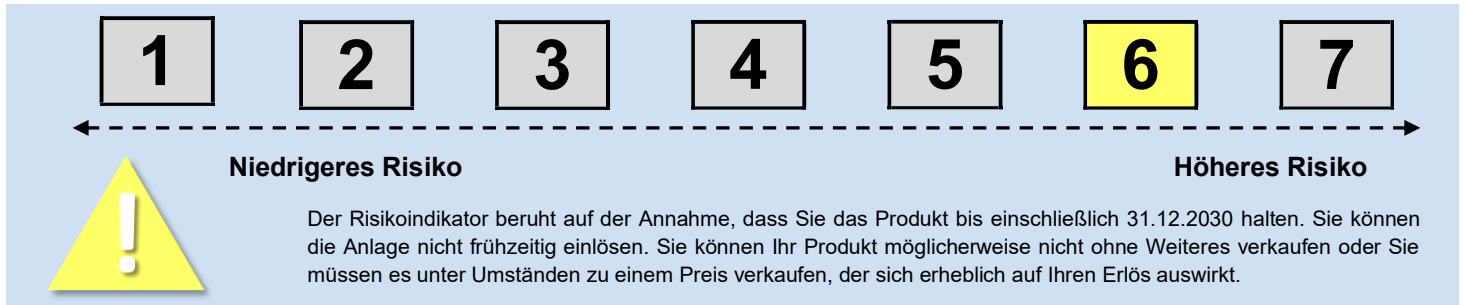 1 2 3 4 5 6 7
Niedrigeres Risiko Höheres Risiko
!
Der Risikoindikator beruht auf der Annahme, dass Sie das Produkt bis einschließlich 31.12.2030 halten. Sie können
die Anlage nicht frühzeitig einlösen. Sie können Ihr Produkt möglicherweise nicht ohne Weiteres verkaufen oder Sie
müssen es unter Umständen zu einem Preis verkaufen, der sich erheblich auf Ihren Erlös auswirkt.